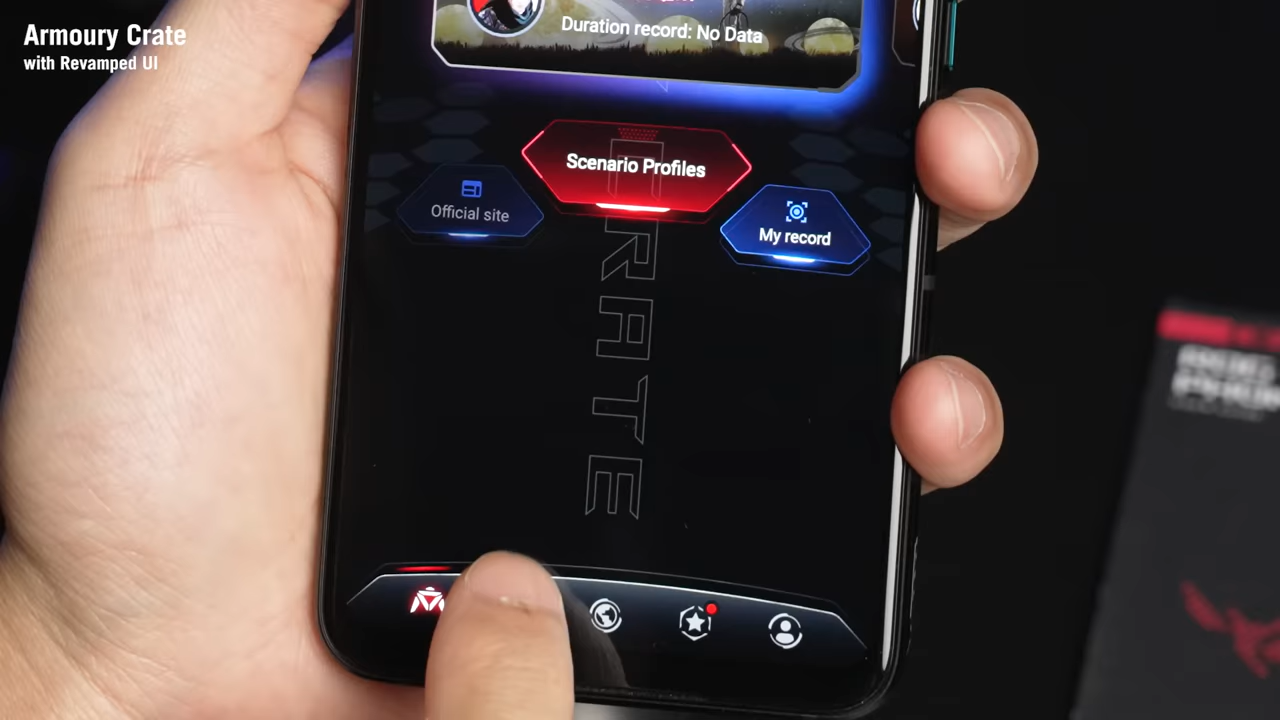 Armoury Crate
with Revamped UI
Duration record: No Data
Scenario Profiles
Official site
My record
CRATE